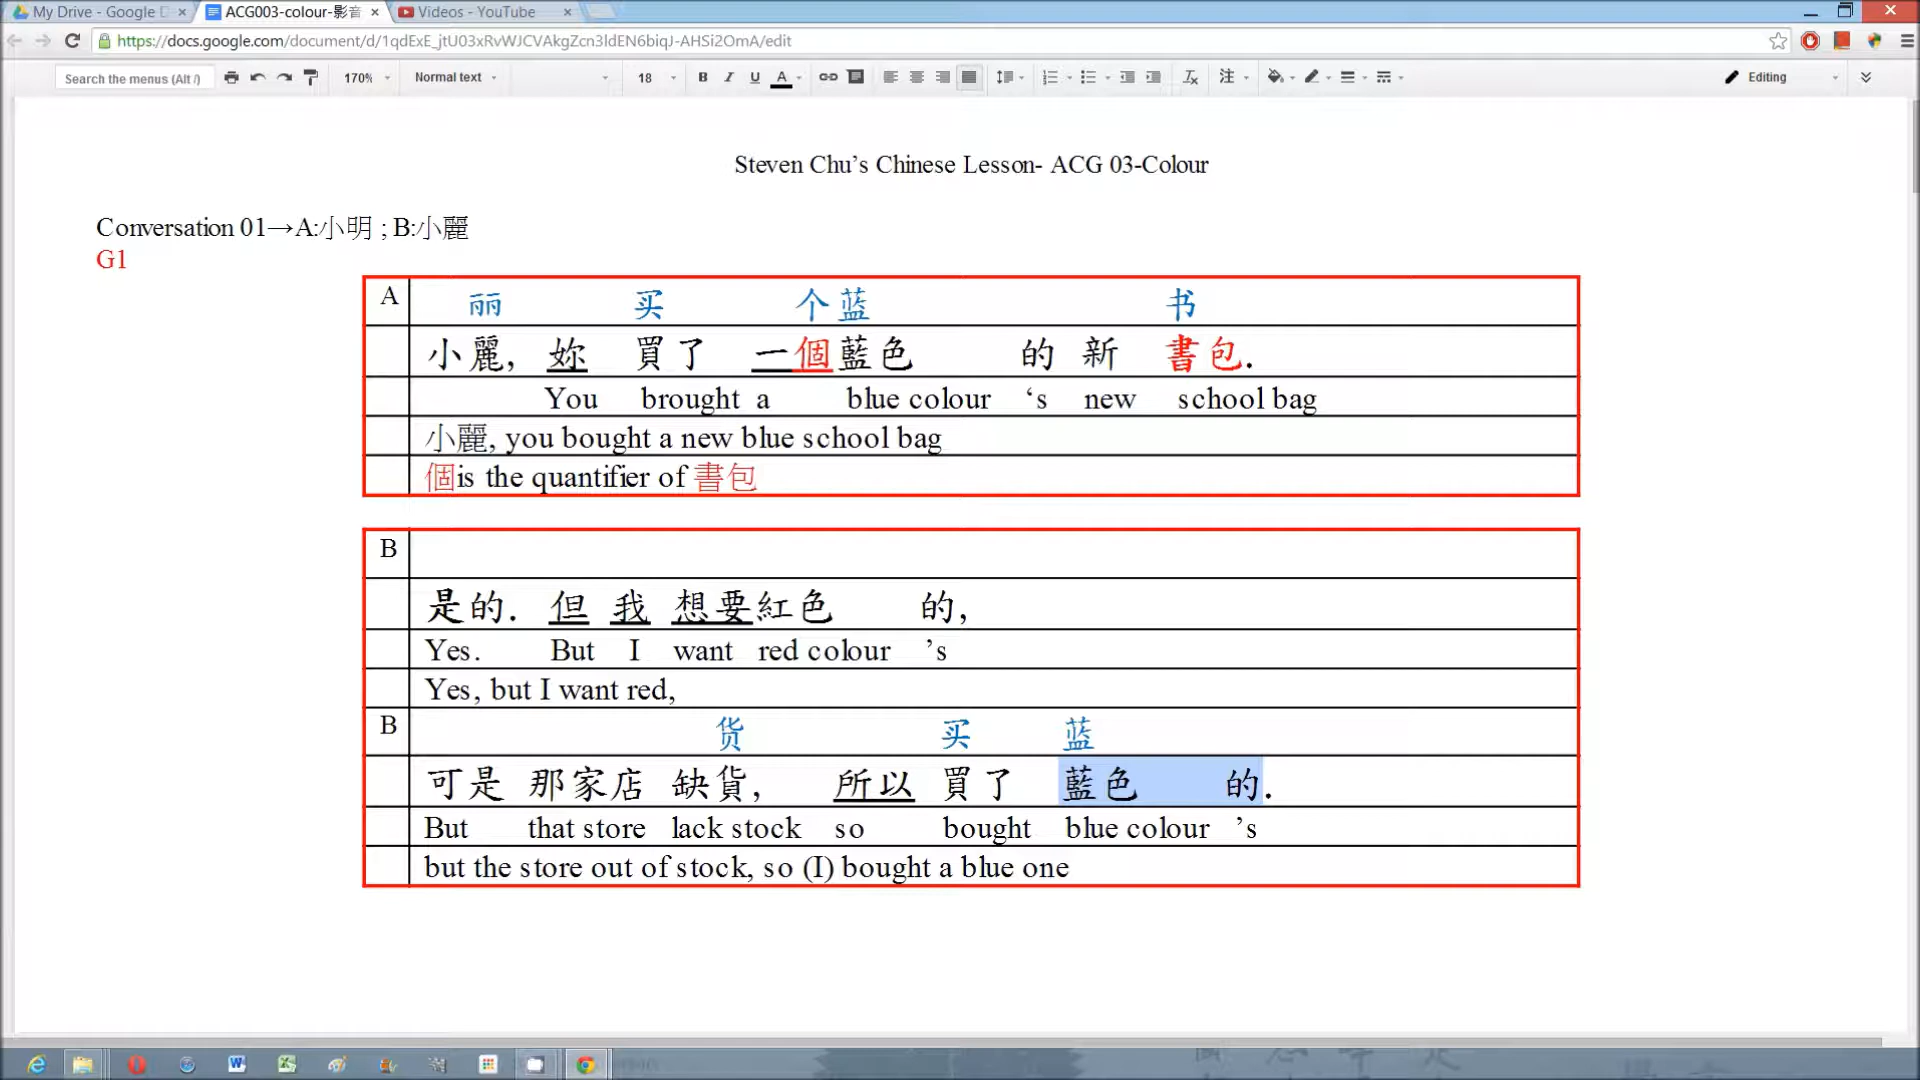 My Drive - Google D
ACG003-colour-影音
Videos - YouTube
https://docs.google.com/document/d/1qdExE_jtU03xRvWJCVAkgZcn3ldEN6biqJ-AHSi2OmA/edit
Search the menus (Alt /)
170%
Normal text
18
B I U A
注
Editing
Steven Chu’s Chinese Lesson- ACG 03-Colour
Conversation 01→A:小明 ; B:小麗
G1
A 丽 买 个 蓝 书
小麗, 妳 買了 一個藍色 的 新 書包.
You brought a blue colour ‘s new school bag
小麗, you bought a new blue school bag
個is the quantifier of 書包
B
是的. 但 我 想要紅色 的,
Yes. But I want red colour ’s
Yes, but I want red,
B 货 买 蓝
可是 那家店 缺貨, 所以 買了 藍色 的.
But that store lack stock so bought blue colour ’s
but the store out of stock, so (I) bought a blue one